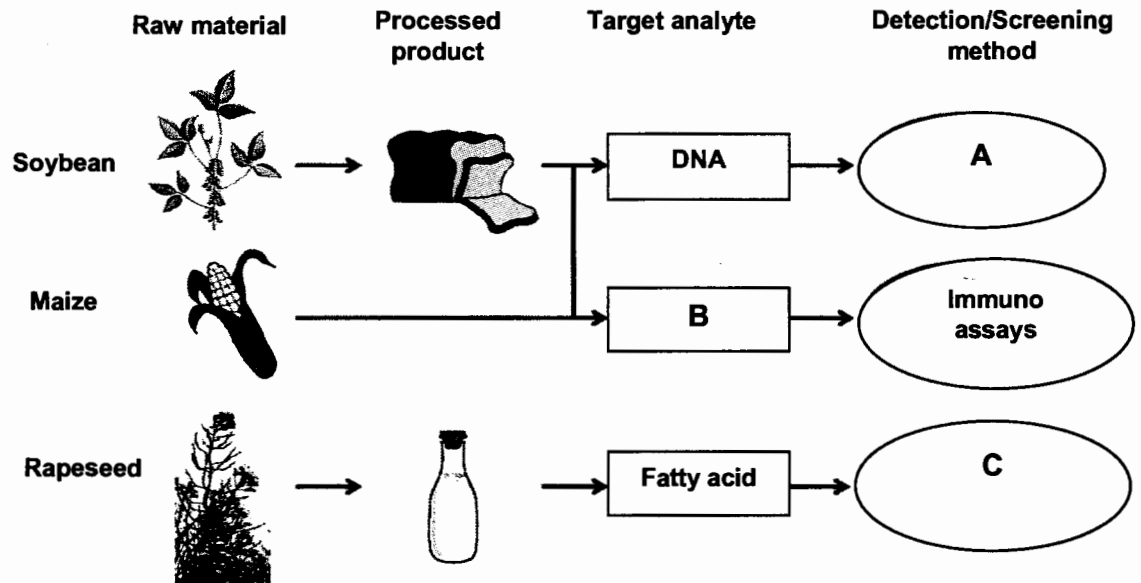 Raw material
Processed
product
Target analyte
Detection/Screening
method
Soybean
DNA
A
Maize
B
Immuno
assays
Rapeseed
Fatty acid
C